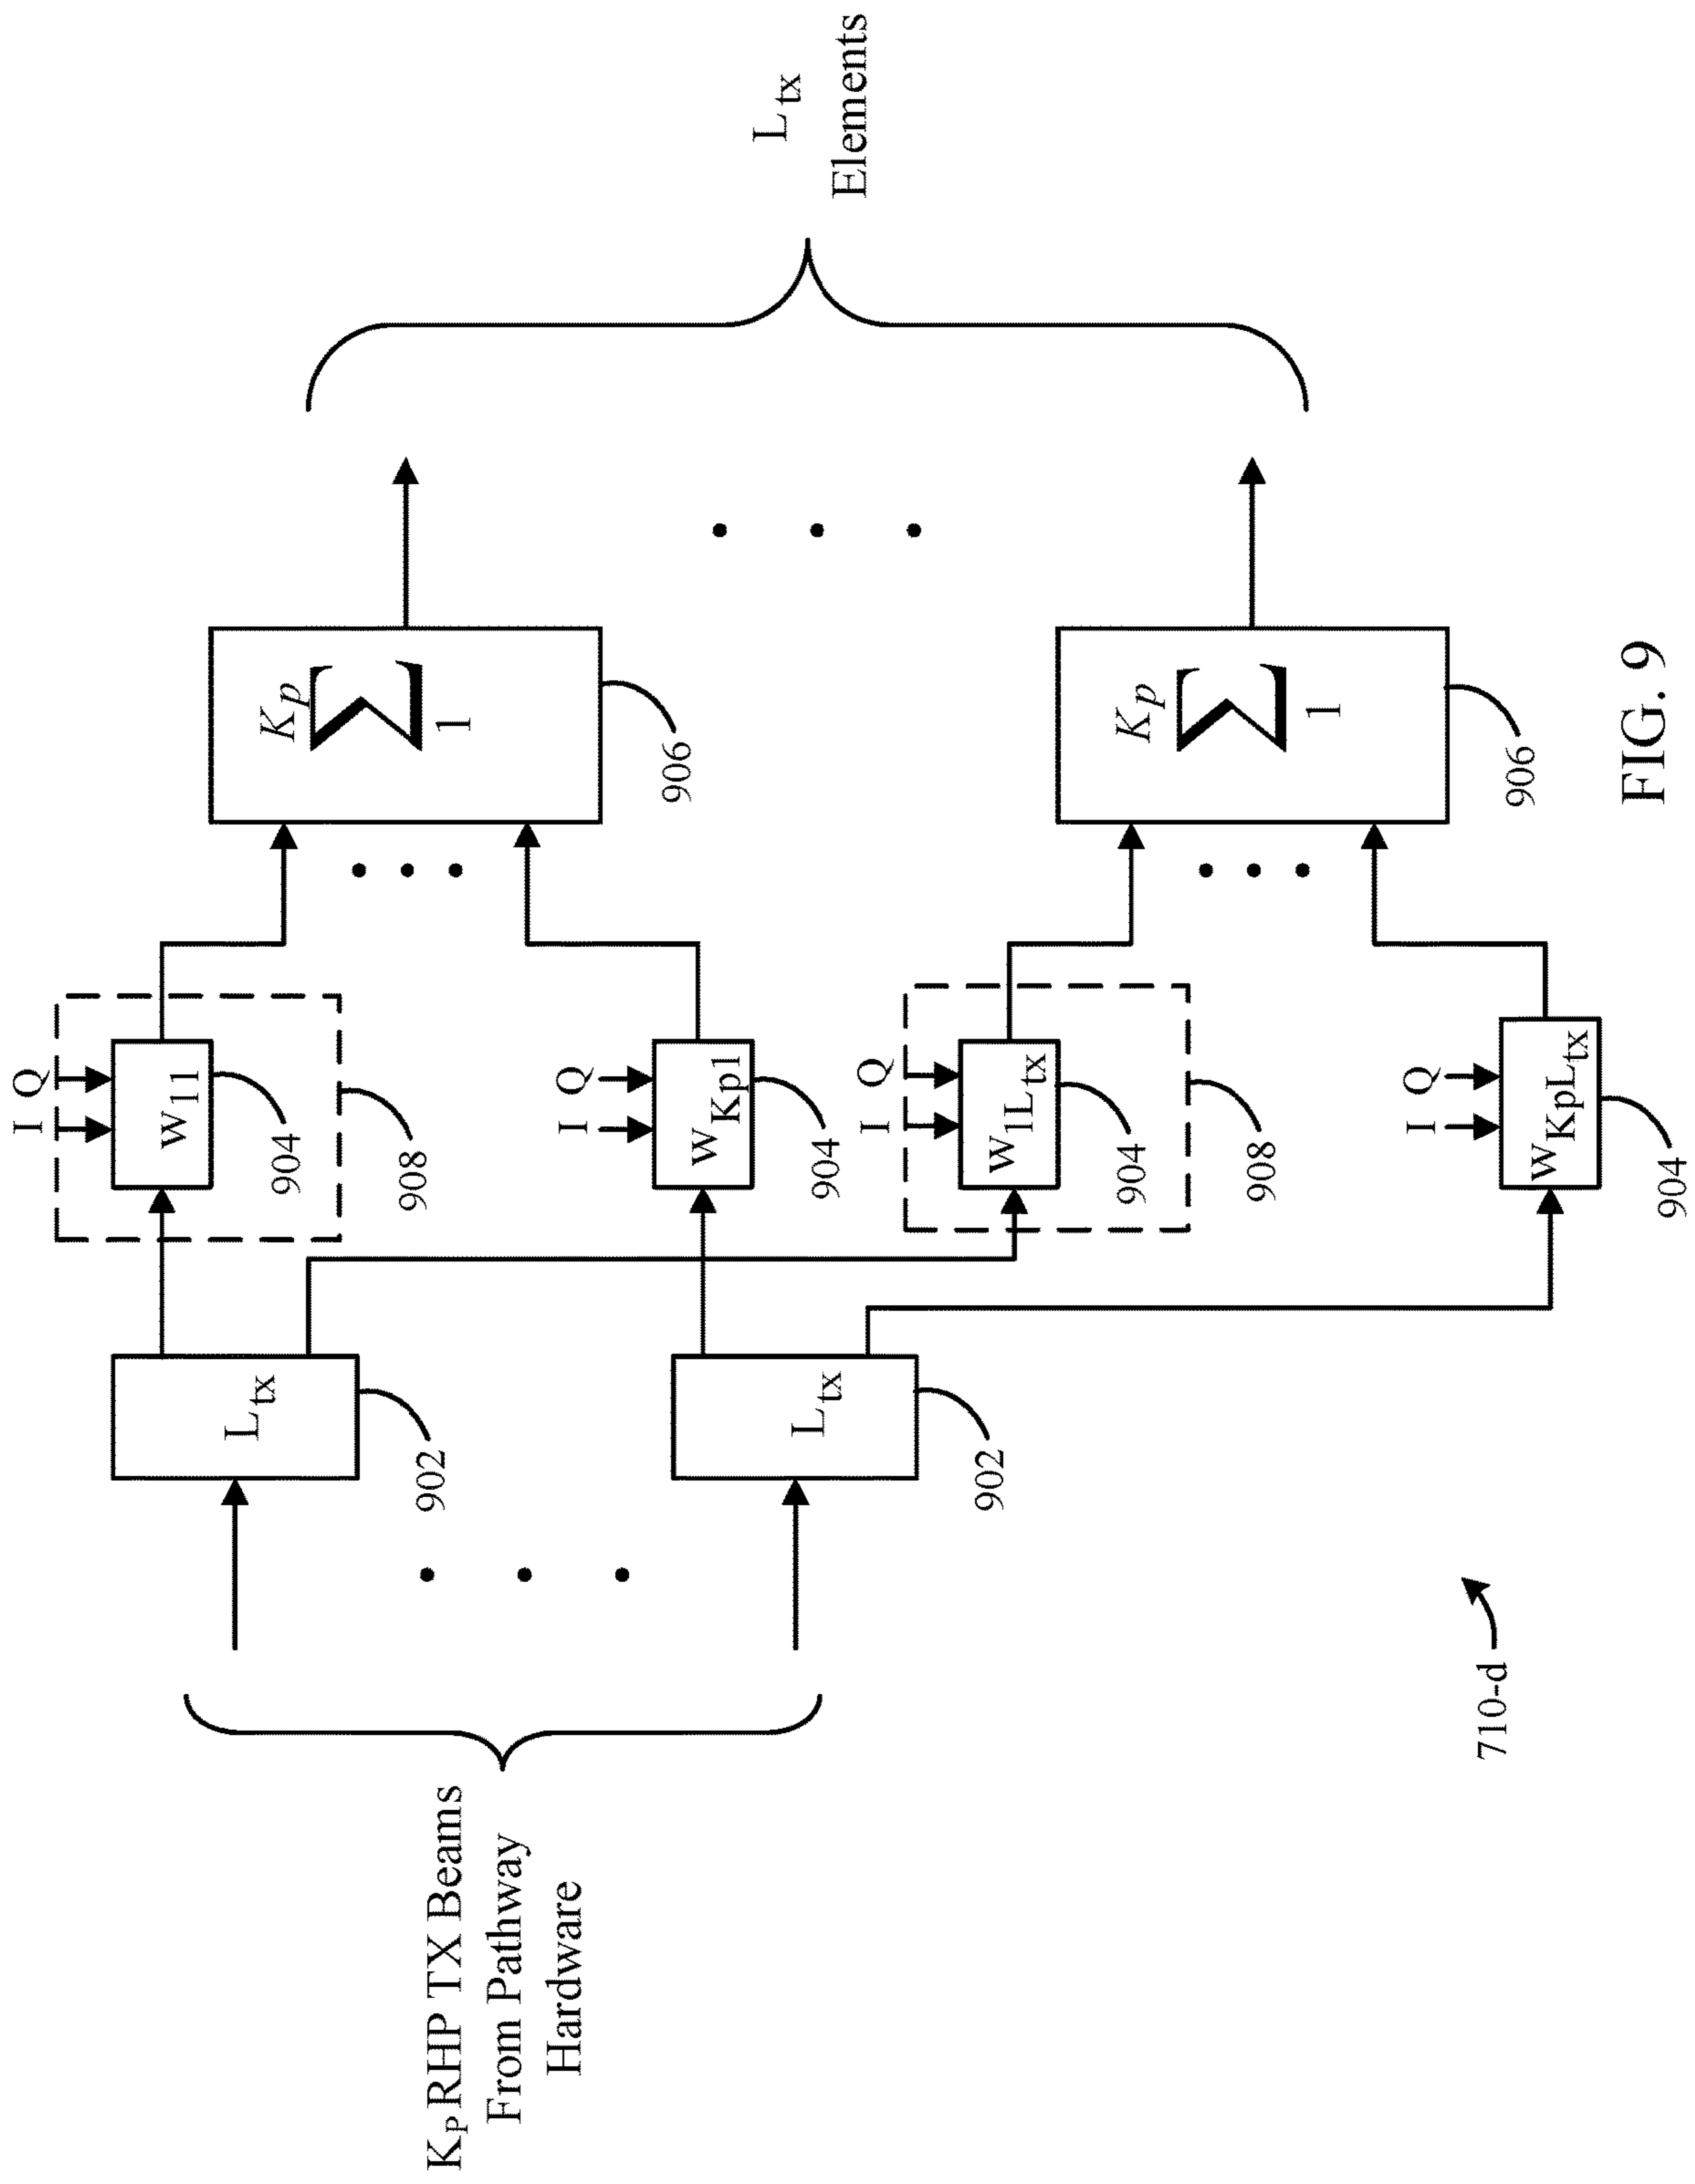 K_P RHP TX Beams
From Pathway
Hardware
L_tx
902
L_tx
902
I Q
W_11
904
908
I Q
W_Kp1
904
I Q
W_1L_tx
904
908
I Q
W_KpL_tx
904
K_p
∑
1
906
K_p
∑
1
906
L_tx
Elements
710-d
FIG. 9